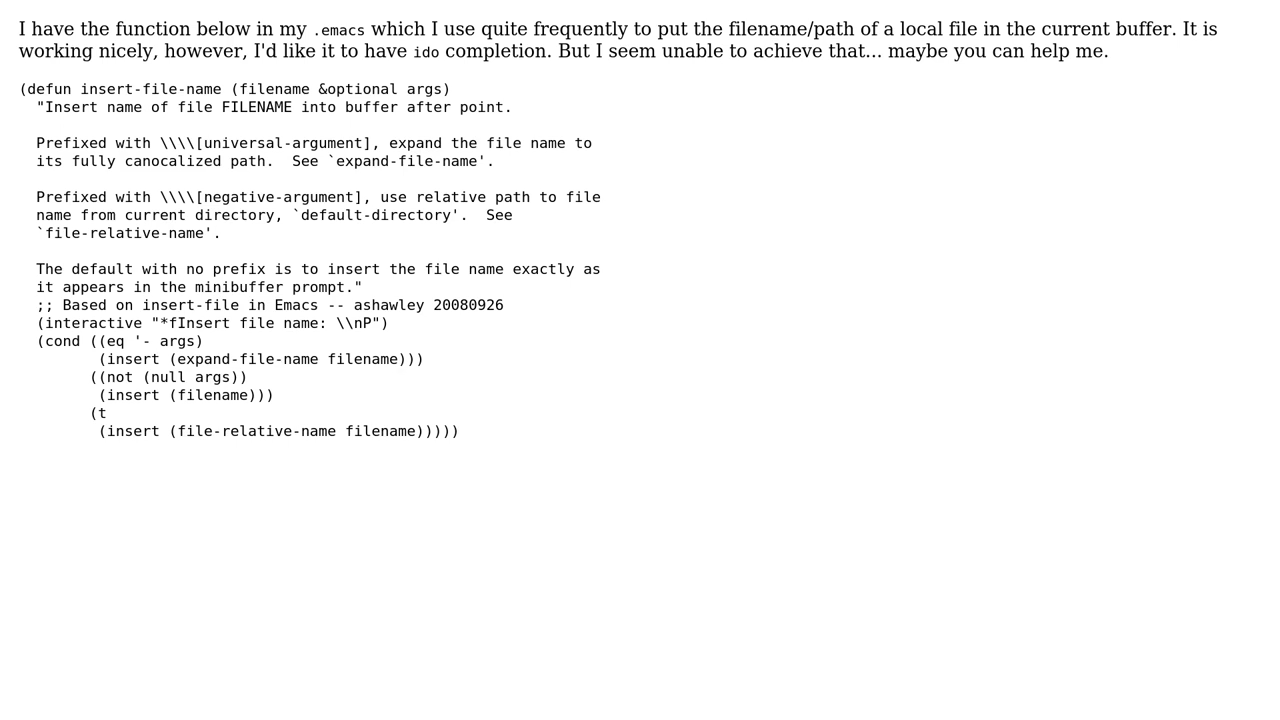 I have the function below in my .emacs which I use quite frequently to put the filename/path of a local file in the current buffer. It is
working nicely, however, I'd like it to have ido completion. But I seem unable to achieve that... maybe you can help me.
(defun insert-file-name (filename &optional args)
  "Insert name of file FILENAME into buffer after point.

  Prefixed with \\\\[universal-argument], expand the file name to
  its fully canocalized path.  See `expand-file-name'.

  Prefixed with \\\\[negative-argument], use relative path to file
  name from current directory, `default-directory'.  See
  `file-relative-name'.

  The default with no prefix is to insert the file name exactly as
  it appears in the minibuffer prompt."
  ;; Based on insert-file in Emacs -- ashawley 20080926
  (interactive "*fInsert file name: \\nP")
  (cond ((eq '- args)
         (insert (expand-file-name filename)))
        ((not (null args))
         (insert (filename)))
        (t
         (insert (file-relative-name filename)))))